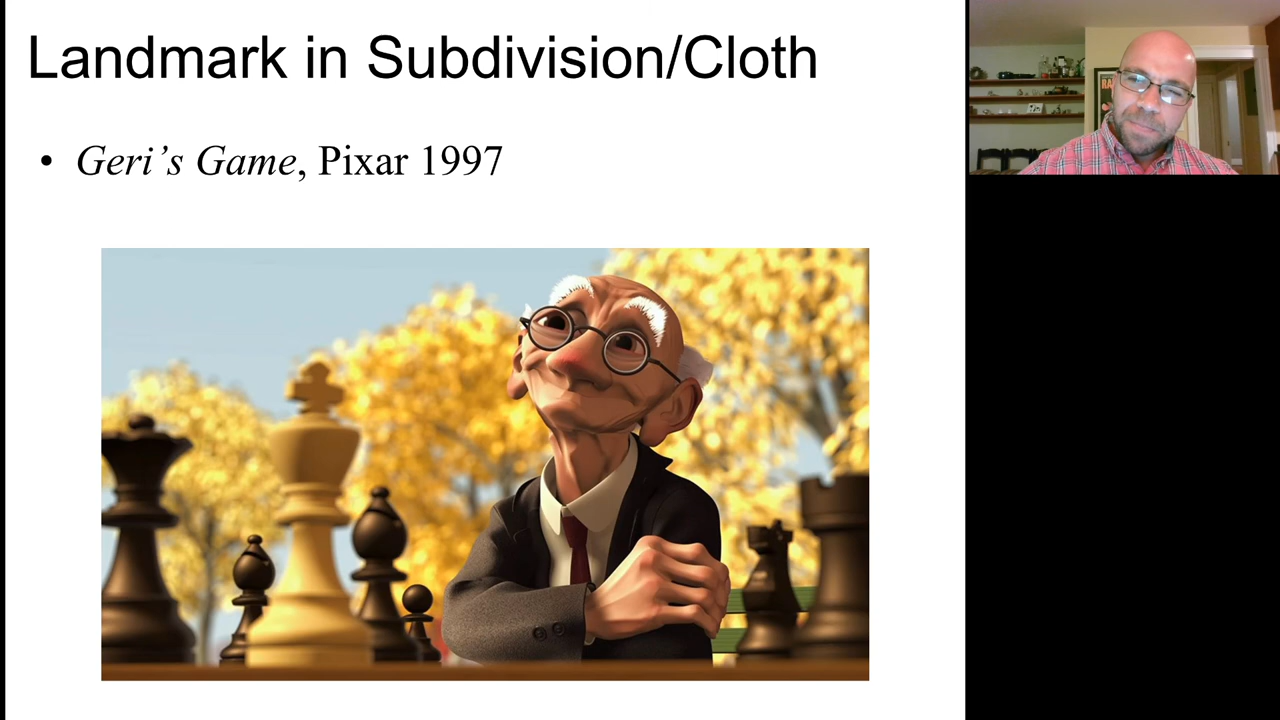 Landmark in Subdivision/Cloth
• Geri’s Game, Pixar 1997